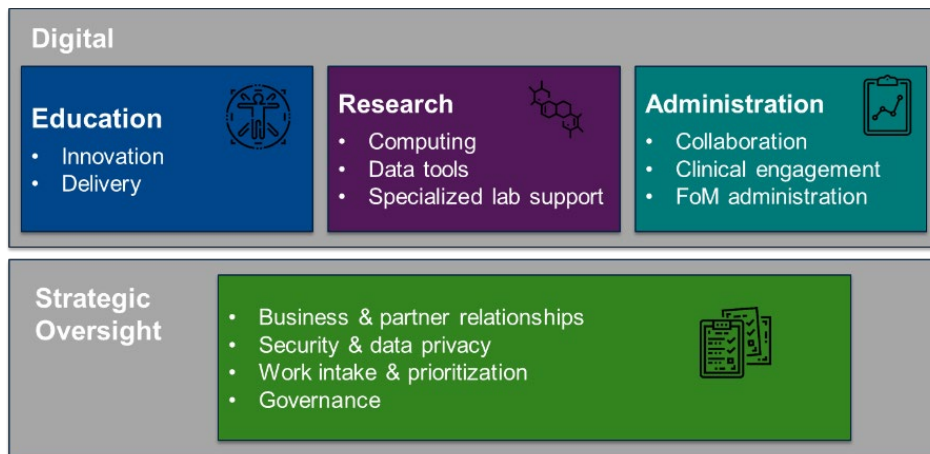 Digital
Education
• Innovation
• Delivery
Research
• Computing
• Data tools
• Specialized lab support
Administration
• Collaboration
• Clinical engagement
• FoM administration
Strategic
Oversight
• Business & partner relationships
• Security & data privacy
• Work intake & prioritization
• Governance